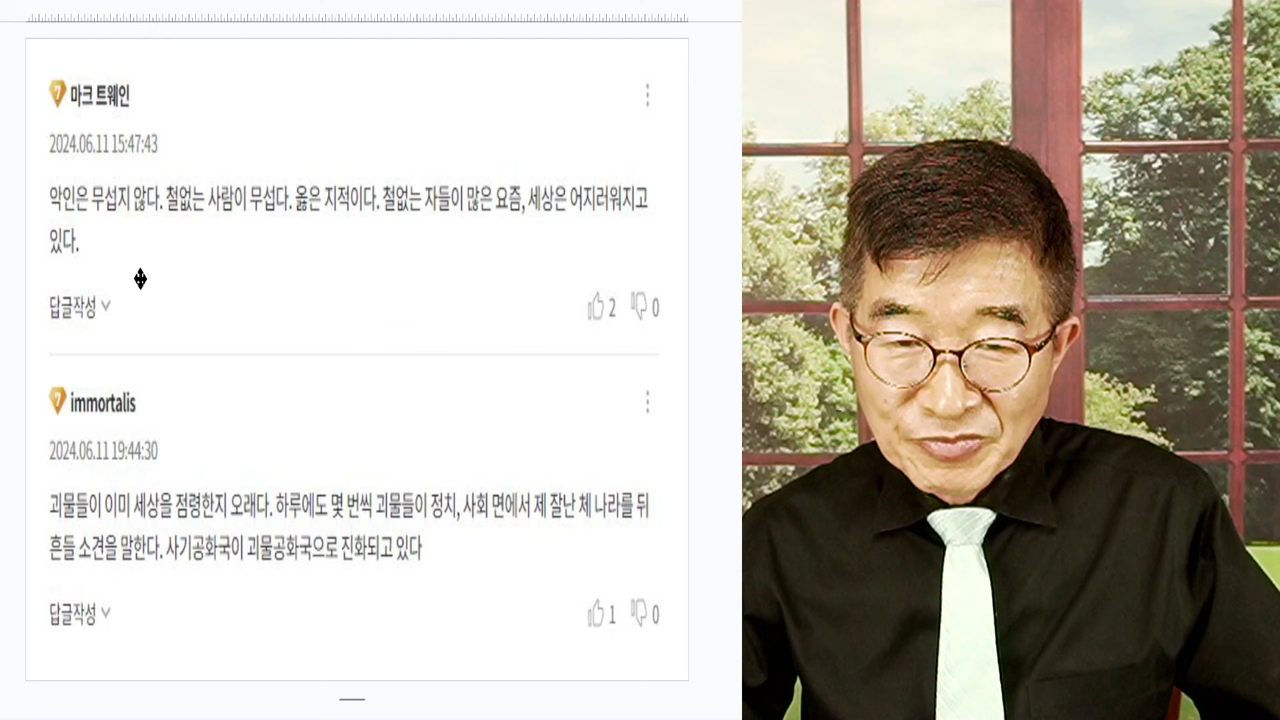 7 마크 트웨인
2024.06.11 15:47:43
악인은 무섭지 않다. 철없는 사람이 무섭다. 옳은 지적이다. 철없는 자들이 많은 요즘, 세상은 어지러워지고
있다.
답글작성
2 0
7 immortalis
2024.06.11 19:44:30
괴물들이 이미 세상을 점령한지 오래다. 하루에도 몇 번씩 괴물들이 정치, 사회 면에서 제 잘난 체 나라를 뒤
흔들 소견을 말한다. 사기공화국이 괴물공화국으로 진화되고 있다
답글작성
1 0